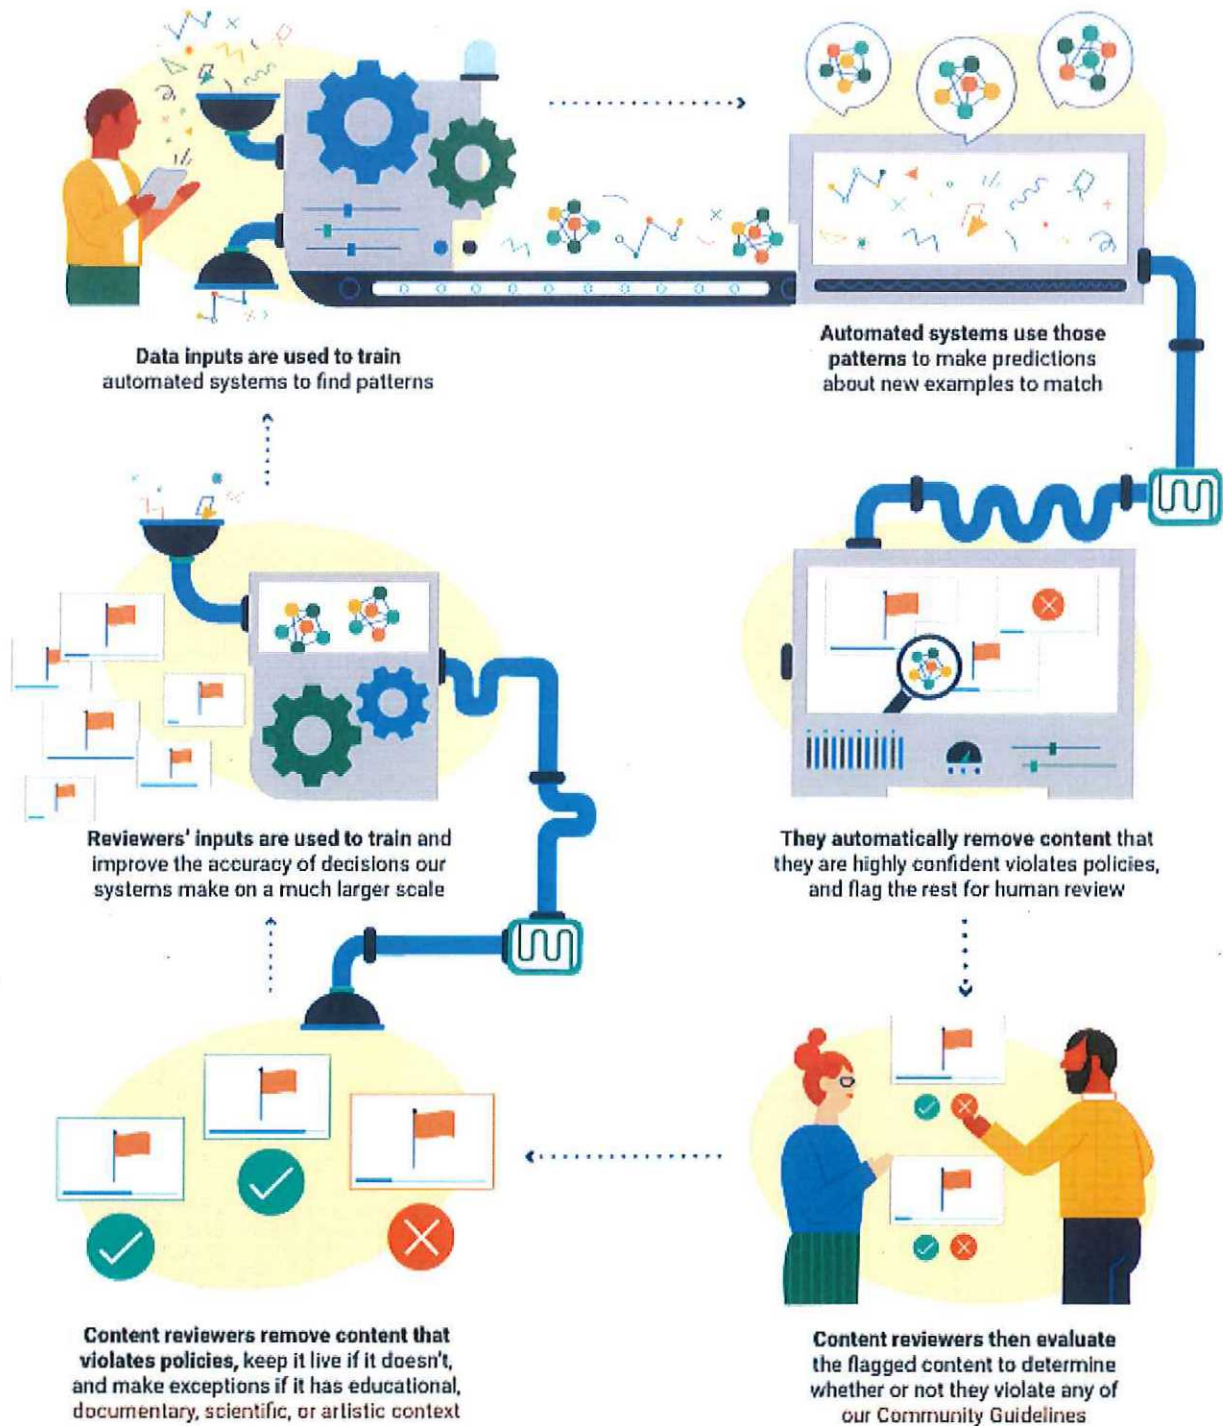 Data inputs are used to train
automated systems to find patterns
Automated systems use those
patterns to make predictions
about new examples to match
They automatically remove content that
they are highly confident violates policies,
and flag the rest for human review
Content reviewers then evaluate
the flagged content to determine
whether or not they violate any of
our Community Guidelines
Content reviewers remove content that
violates policies, keep it live if it doesn't,
and make exceptions if it has educational,
documentary, scientific, or artistic context
Reviewers' inputs are used to train and
improve the accuracy of decisions our
systems make on a much larger scale